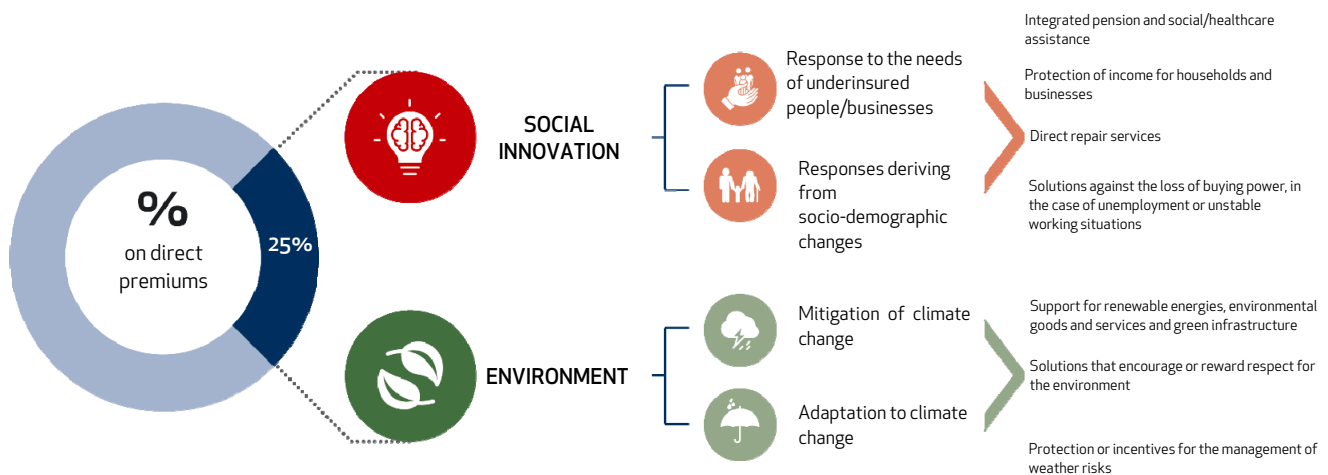 %
on direct
premiums
25%
SOCIAL
INNOVATION
Response to the needs
of underinsured
people/businesses
Responses deriving
from
socio-demographic
changes
Integrated pension and social/healthcare
assistance
Protection of income for households and
businesses
Direct repair services
Solutions against the loss of buying power, in
the case of unemployment or unstable
working situations
ENVIRONMENT
Mitigation of climate
change
Adaptation to climate
change
Support for renewable energies, environmental
goods and services and green infrastructure
Solutions that encourage or reward respect for
the environment
Protection or incentives for the management of
weather risks